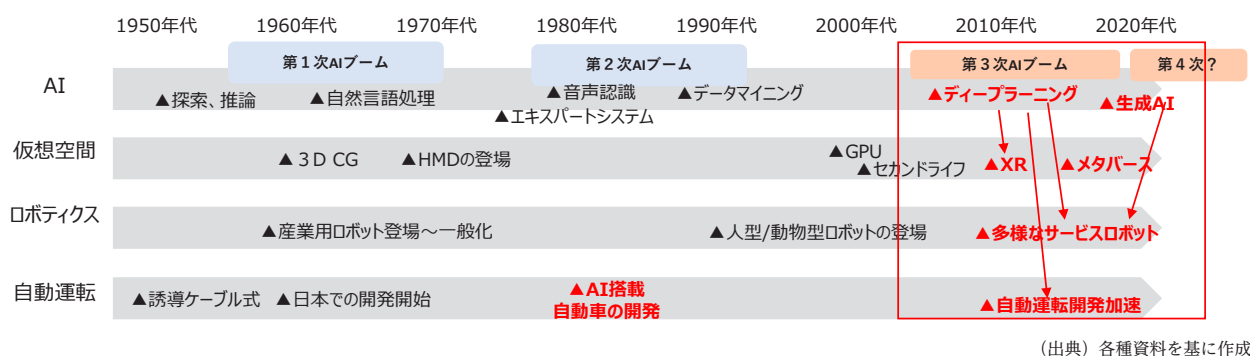 1950年代
1960年代
1970年代
1980年代
1990年代
2000年代
2010年代
2020年代
第1次AIブーム
第2次AIブーム
第3次AIブーム
第4次?
AI
▲探索、推論
▲自然言語処理
▲音声認識
▲エキスパートシステム
▲データマイニング
▲ディープラーニング
▲生成AI
仮想空間
▲3D CG
▲HMDの登場
▲GPU
▲セカンドライフ
▲XR
▲メタバース
ロボティクス
▲産業用ロボット登場～一般化
▲人型/動物型ロボットの登場
▲多様なサービスロボット
自動運転
▲誘導ケーブル式
▲日本での開発開始
▲AI搭載
自動車の開発
▲自動運転開発加速
（出典）各種資料を基に作成